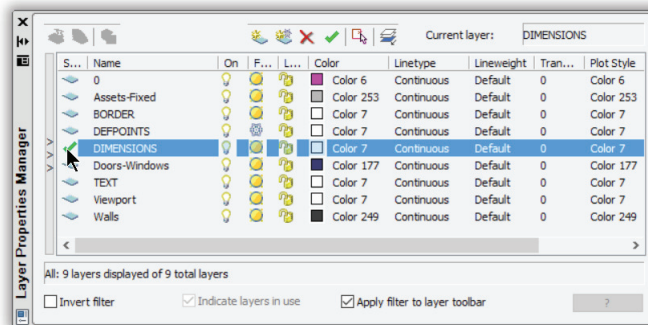 Current layer: DIMENSIONS
S... Name On F... L... Color Linetype Lineweight Tran... Plot Style
0 Color 6 Continuous Default 0 Color 6
Assets-Fixed Color 253 Continuous Default 0 Color 253
BORDER Color 7 Continuous Default 0 Color 7
DEFPOINTS Color 7 Continuous Default 0 Color 7
DIMENSIONS Color 7 Continuous Default 0 Color 7
Doors-Windows Color 177 Continuous Default 0 Color 177
TEXT Color 7 Continuous Default 0 Color 7
Viewport Color 7 Continuous Default 0 Color 7
Walls Color 249 Continuous Default 0 Color 249
All: 9 layers displayed of 9 total layers
Invert filter Indicate layers in use Apply filter to layer toolbar ?
Layer Properties Manager